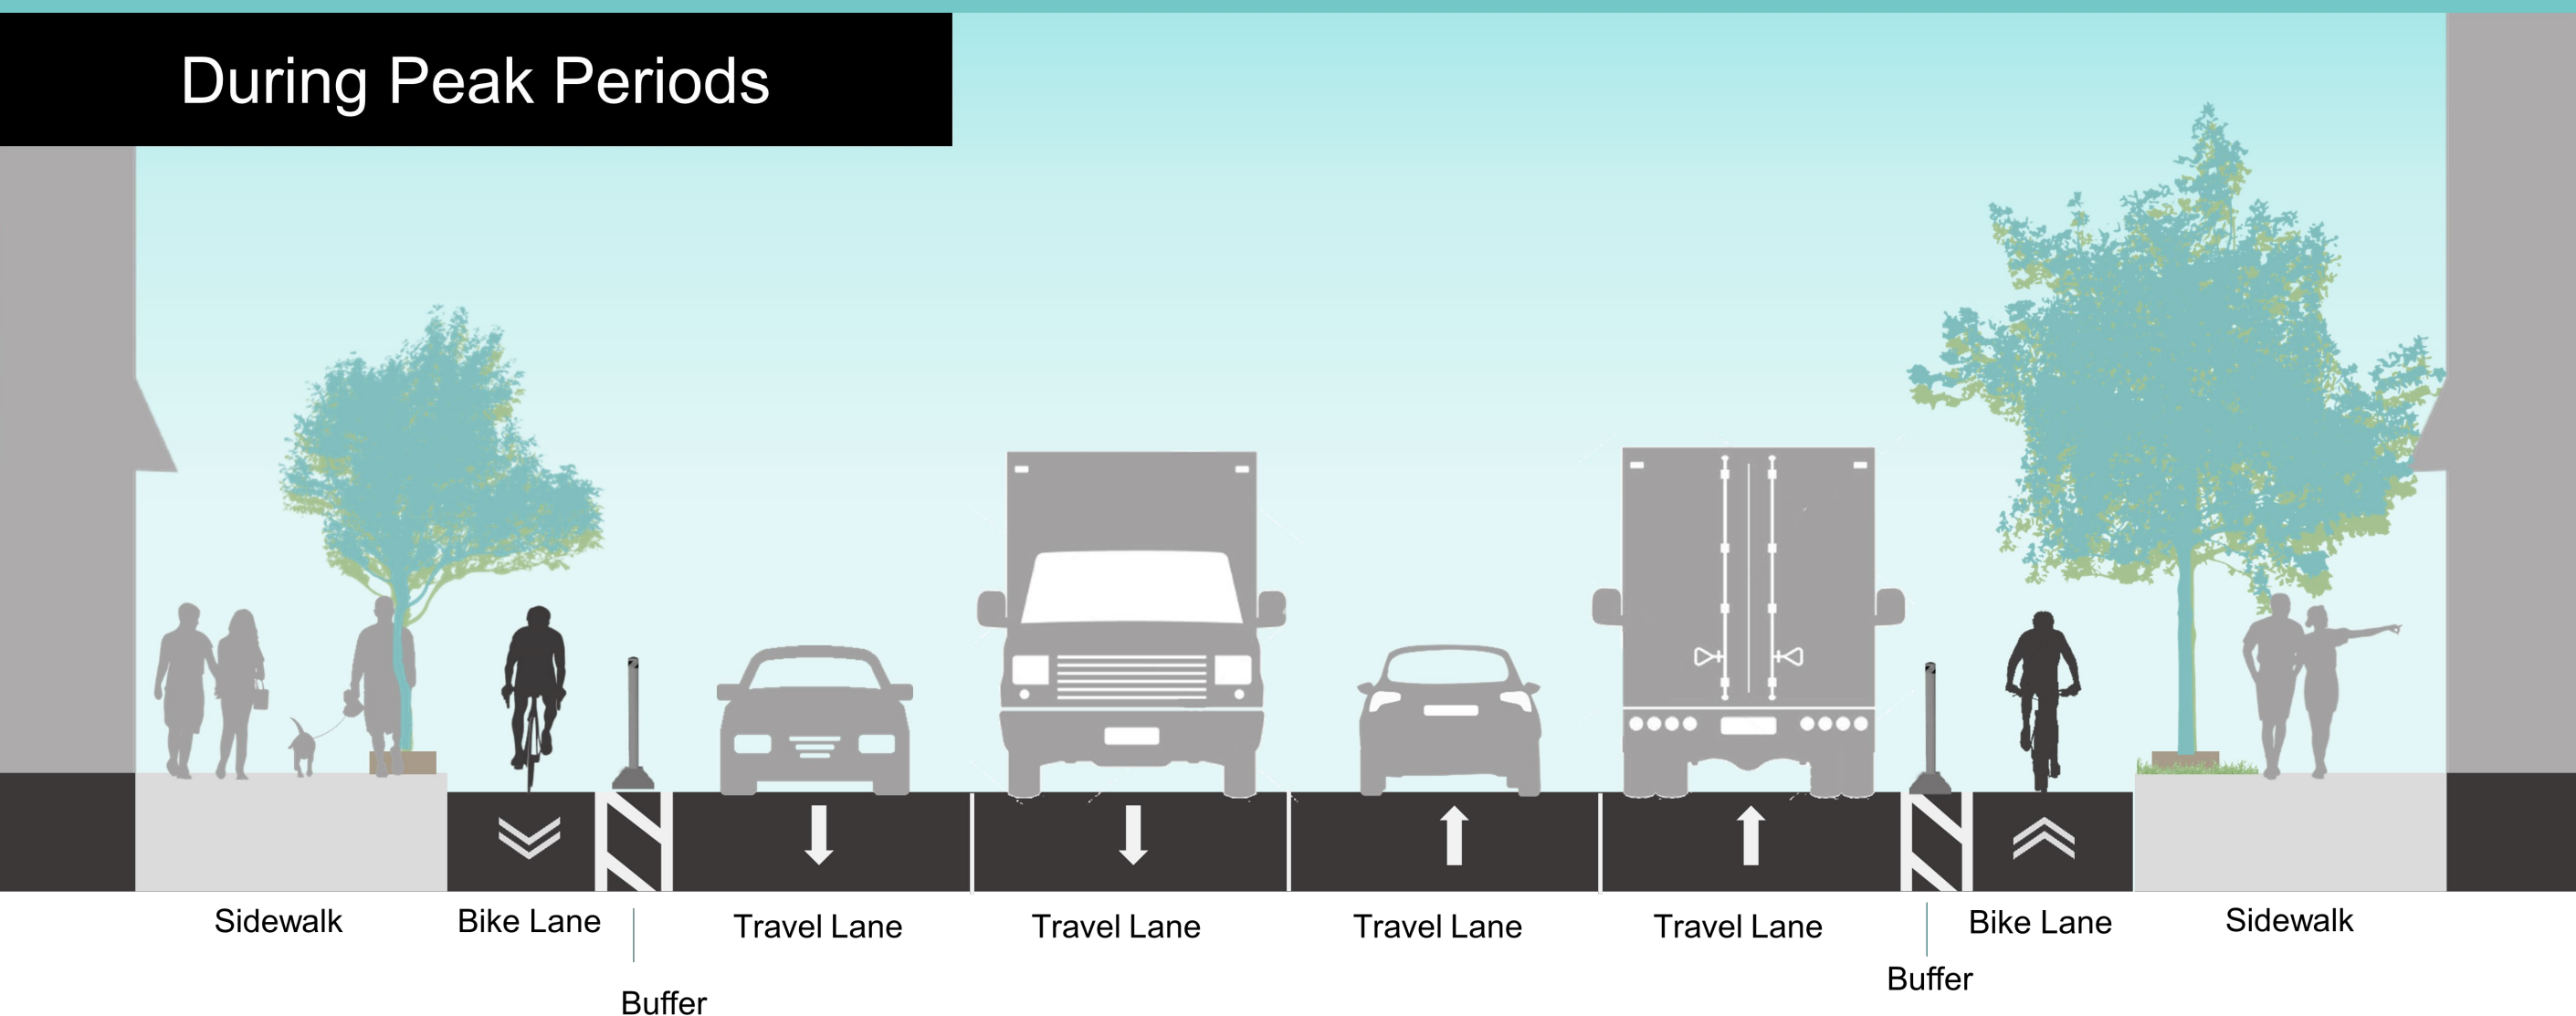 During Peak Periods
Sidewalk
Bike Lane
Buffer
Travel Lane
Travel Lane
Travel Lane
Travel Lane
Buffer
Bike Lane
Sidewalk